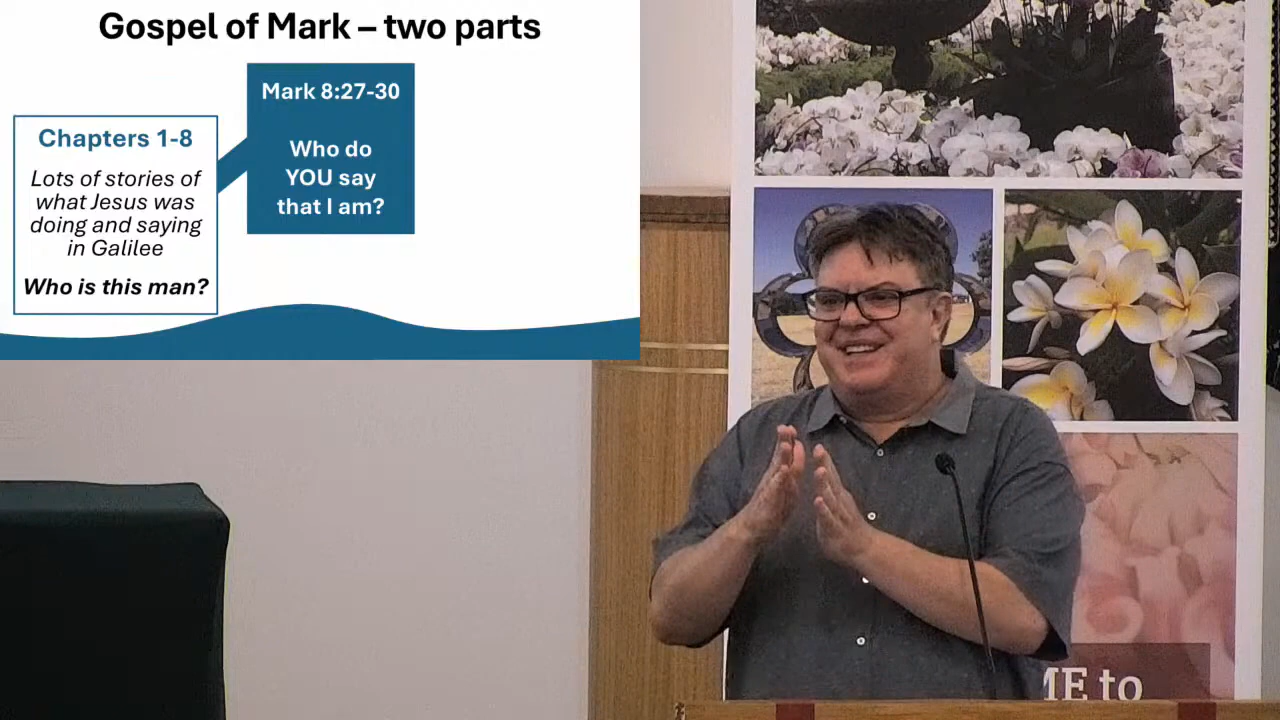 Gospel of Mark – two parts
Mark 8:27-30
Who do
YOU say
that I am?
Chapters 1-8
Lots of stories of
what Jesus was
doing and saying
in Galilee
Who is this man?
ME to